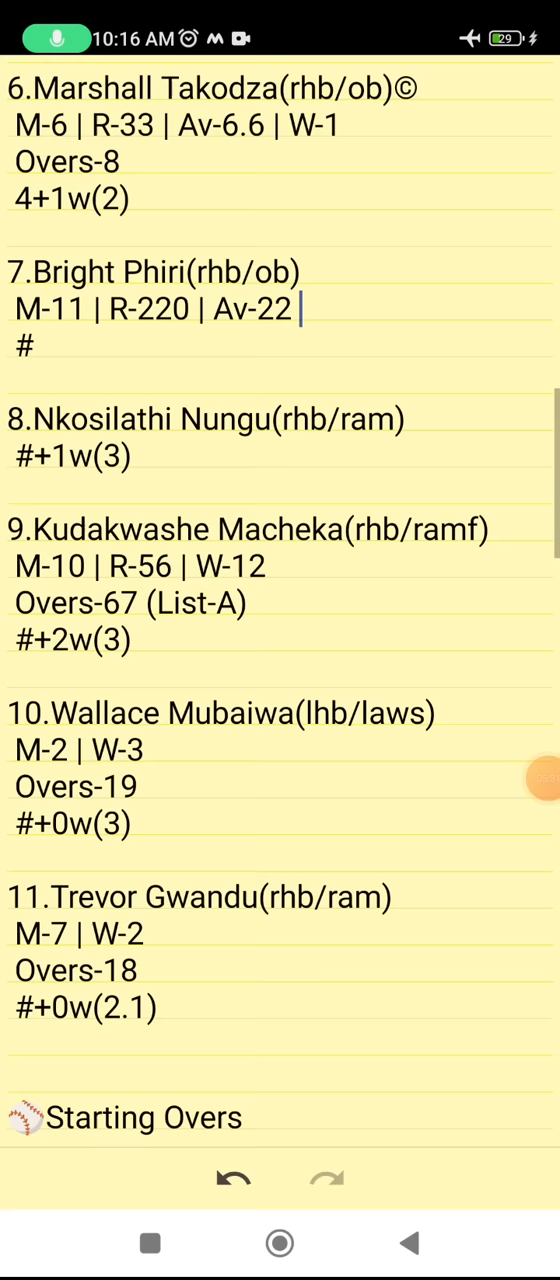 10:16 AM
29
6.Marshall Takodza(rhb/ob)©
M-6 | R-33 | Av-6.6 | W-1
Overs-8
4+1w(2)
7.Bright Phiri(rhb/ob)
M-11 | R-220 | Av-22
#
8.Nkosilathi Nungu(rhb/ram)
#+1w(3)
9.Kudakwashe Macheka(rhb/ramf)
M-10 | R-56 | W-12
Overs-67 (List-A)
#+2w(3)
10.Wallace Mubaiwa(lhb/laws)
M-2 | W-3
Overs-19
#+0w(3)
11.Trevor Gwandu(rhb/ram)
M-7 | W-2
Overs-18
#+0w(2.1)
⚾Starting Overs